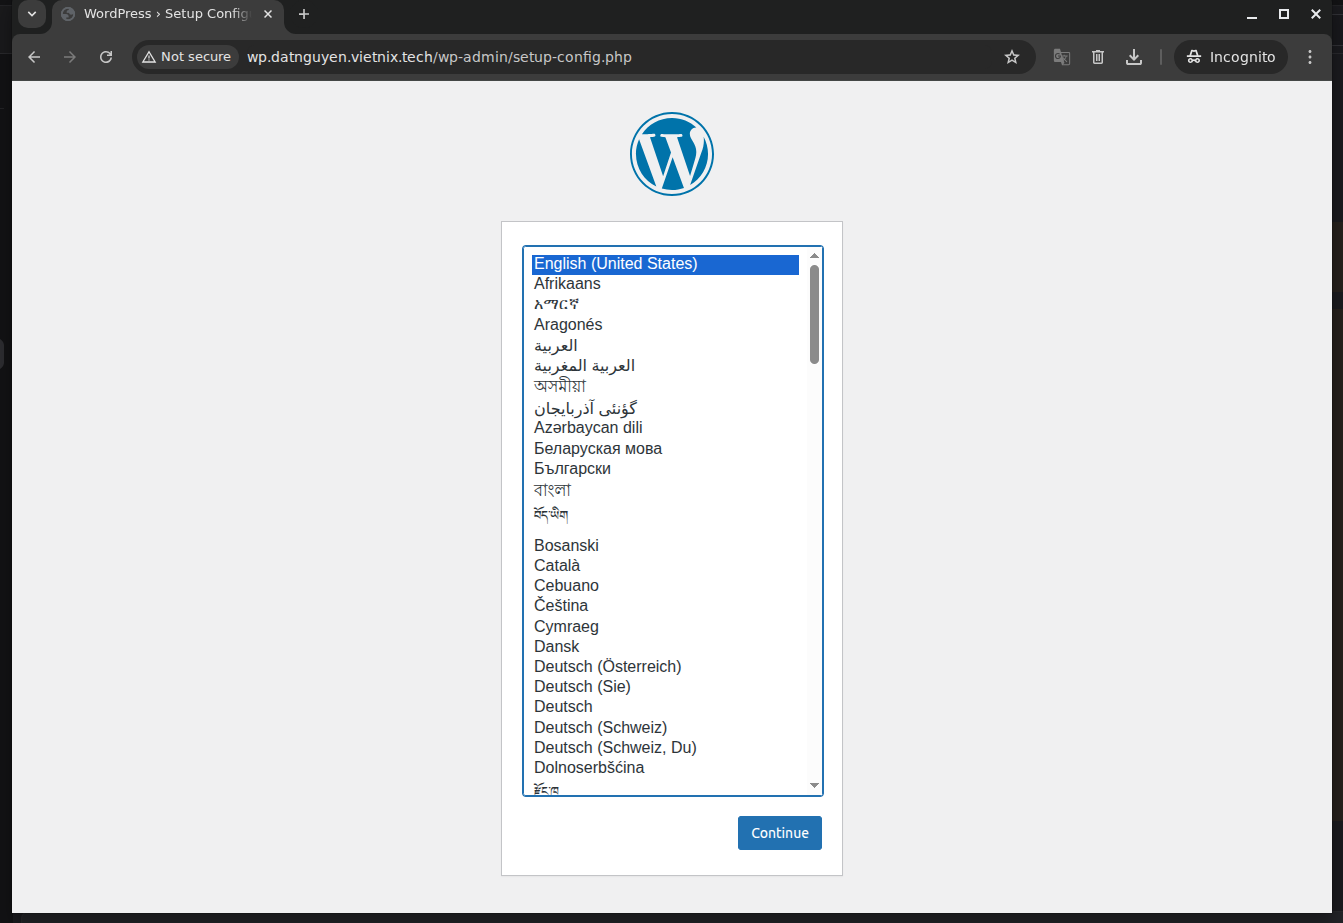 WordPress › Setup Config
Not secure
wp.datnguyen.vietnix.tech/wp-admin/setup-config.php
Incognito
English (United States)
Afrikaans
አማርኛ
Aragonés
العربية
العربية المغربية
অসমীয়া
گؤنئی آذربایجان
Azərbaycan dili
Беларуская мова
Български
বাংলা
བོད་ཡིག
Bosanski
Català
Cebuano
Čeština
Cymraeg
Dansk
Deutsch (Österreich)
Deutsch (Sie)
Deutsch
Deutsch (Schweiz)
Deutsch (Schweiz, Du)
Dolnoserbšćina
རྫོང་ཁ
Continue